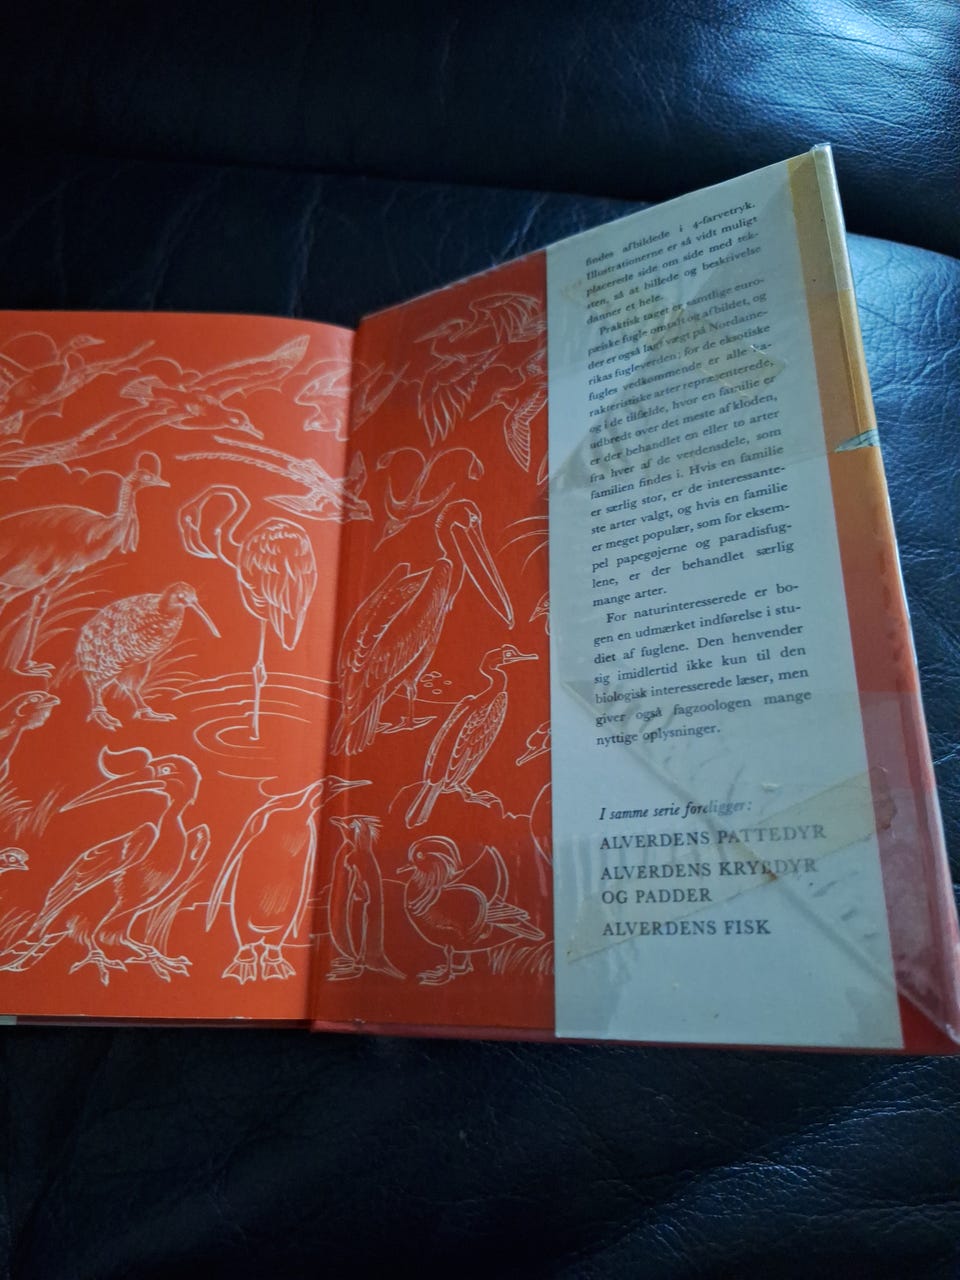 findes afbildede i 4-farvetryk.
Illustrationerne er så vidt muligt
placerede side om side med tek-
sten, så at billede og beskrivelse
danner et hele.
Praktisk taget er samtlige euro-
pæiske fugle omtalt og afbildet, og
der er også lagt vægt på Nordame-
rikas fugleverden; for de eksotiske
fugles vedkommende er alle ka-
rakteristiske arter repræsenterede,
og i de tilfælde, hvor en familie er
udbredt over det meste af kloden,
er der behandlet en eller to arter
fra hver af de verdensdele, som
familien findes i. Hvis en familie
er særlig stor, er de interessante-
ste arter valgt, og hvis en familie
er meget populær, som for eksem-
pel papegøjerne og paradisfug-
lene, er der behandlet særlig
mange arter.
For naturinteresserede er bo-
gen en udmærket indførelse i stu-
diet af fuglene. Den henvender
sig imidlertid ikke kun til den
biologisk interesserede læser, men
giver også fagzoologen mange
nyttige oplysninger.
I samme serie foreligger:
ALVERDENS PATTEDYR
ALVERDENS KRYBDYR
OG PADDER
ALVERDENS FISK